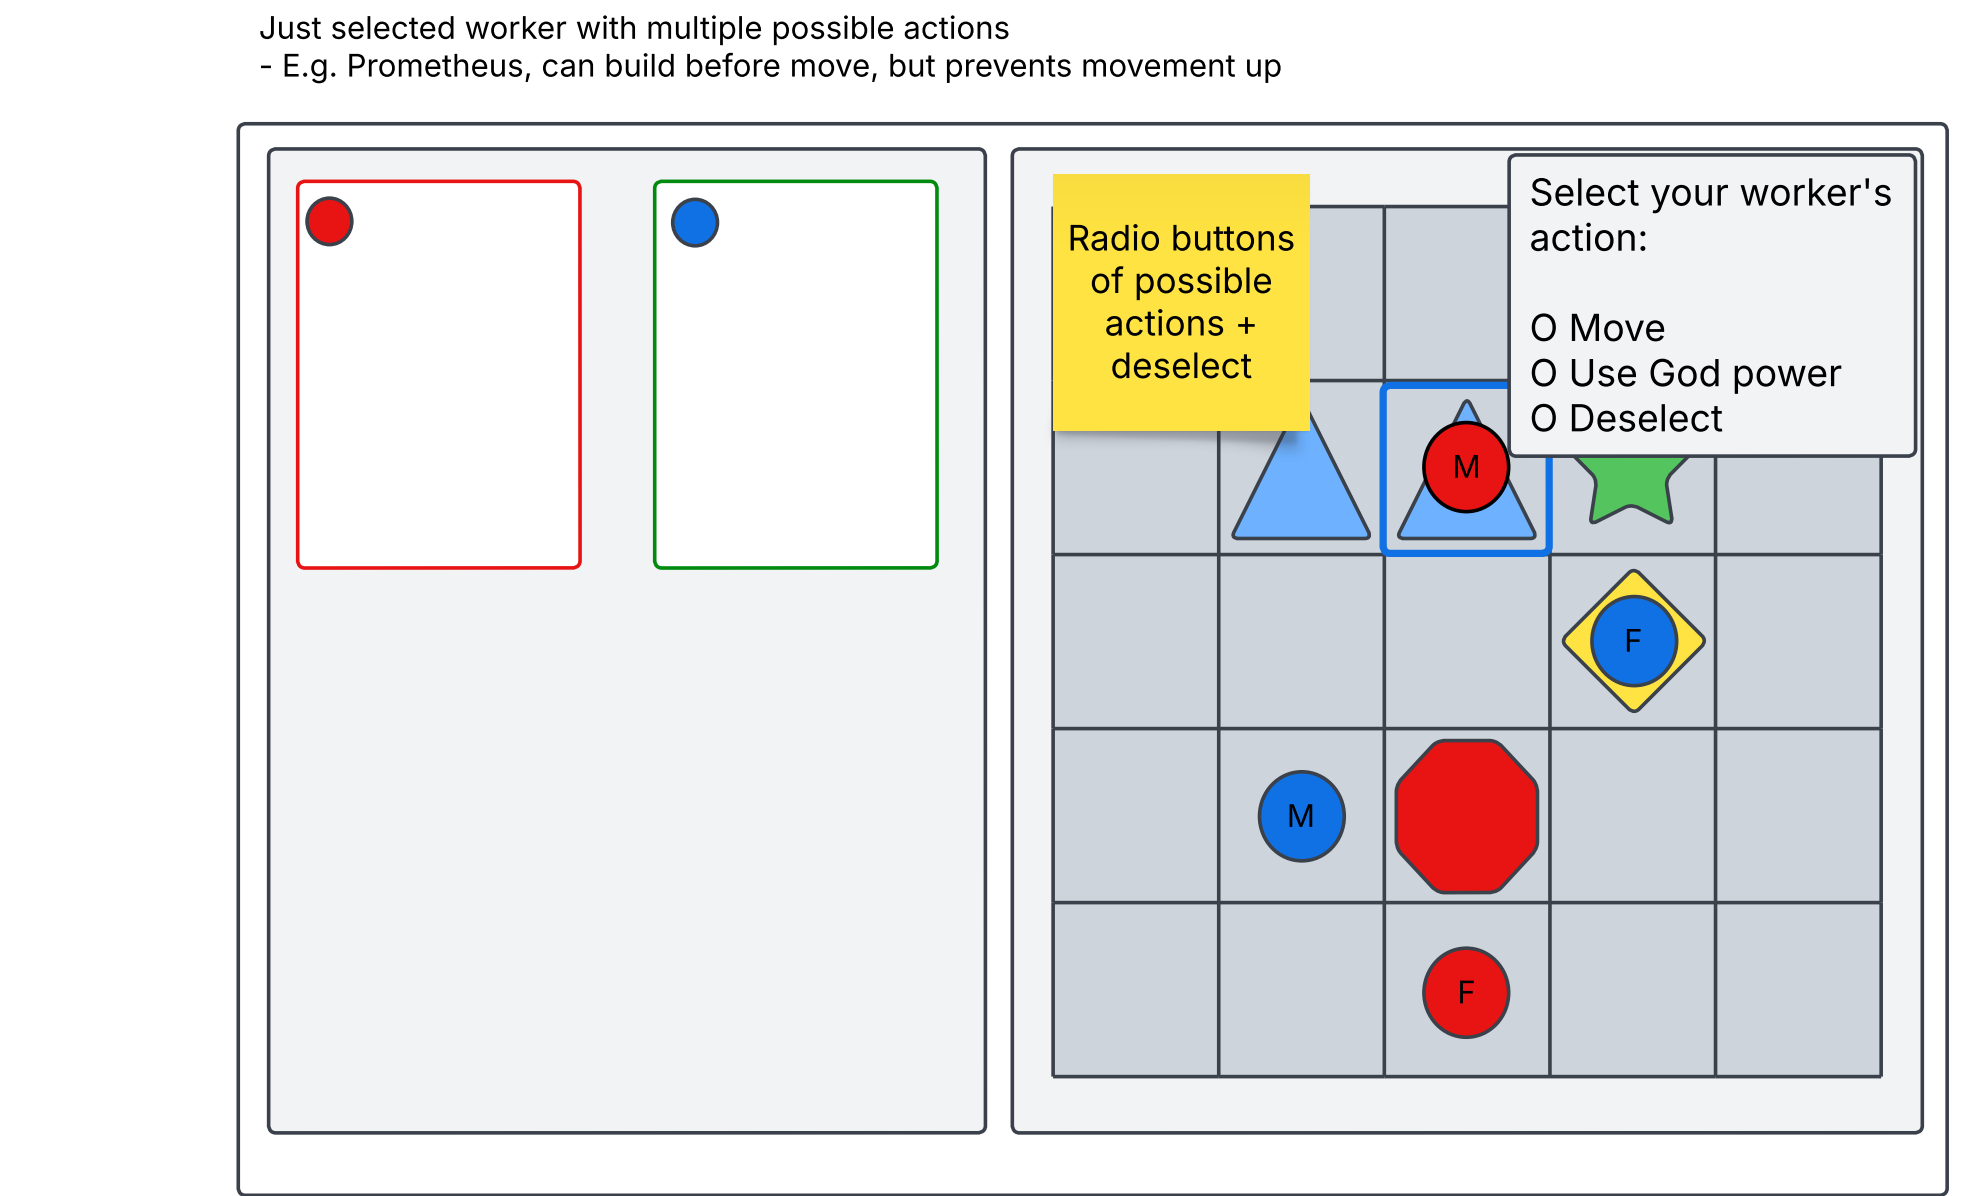 Just selected worker with multiple possible actions
- E.g. Prometheus, can build before move, but prevents movement up
Radio buttons
of possible
actions +
deselect
Select your worker's
action:
O Move
O Use God power
O Deselect
M
F
M
F